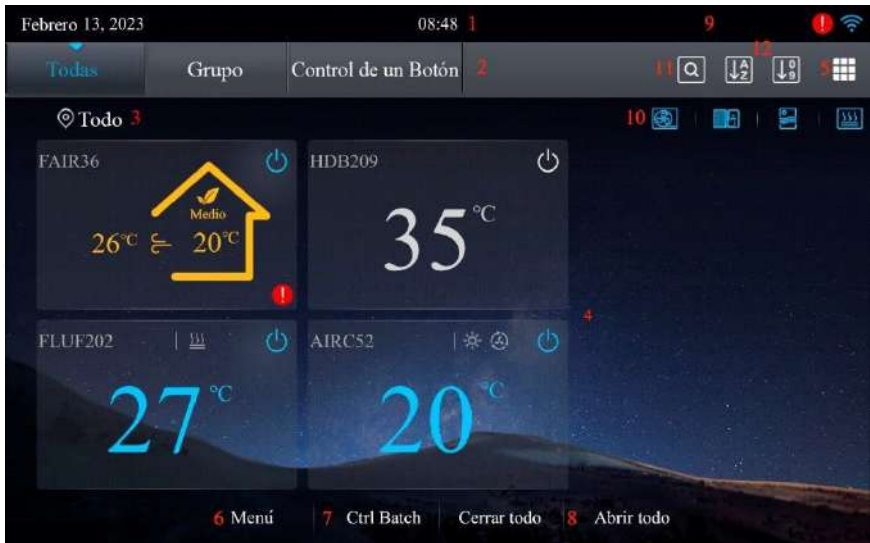 Febrero 13, 2023 08:48 1 9
Todas Grupo Control de un Botón 2 11 12 5
Todo 3 10
FAIR36 HDB209
Medio
26°C 20°C 35°C
4
FLUF202 AIRC52
27°C 20°C
6 Menú 7 Ctrl Batch Cerrar todo 8 Abrir todo